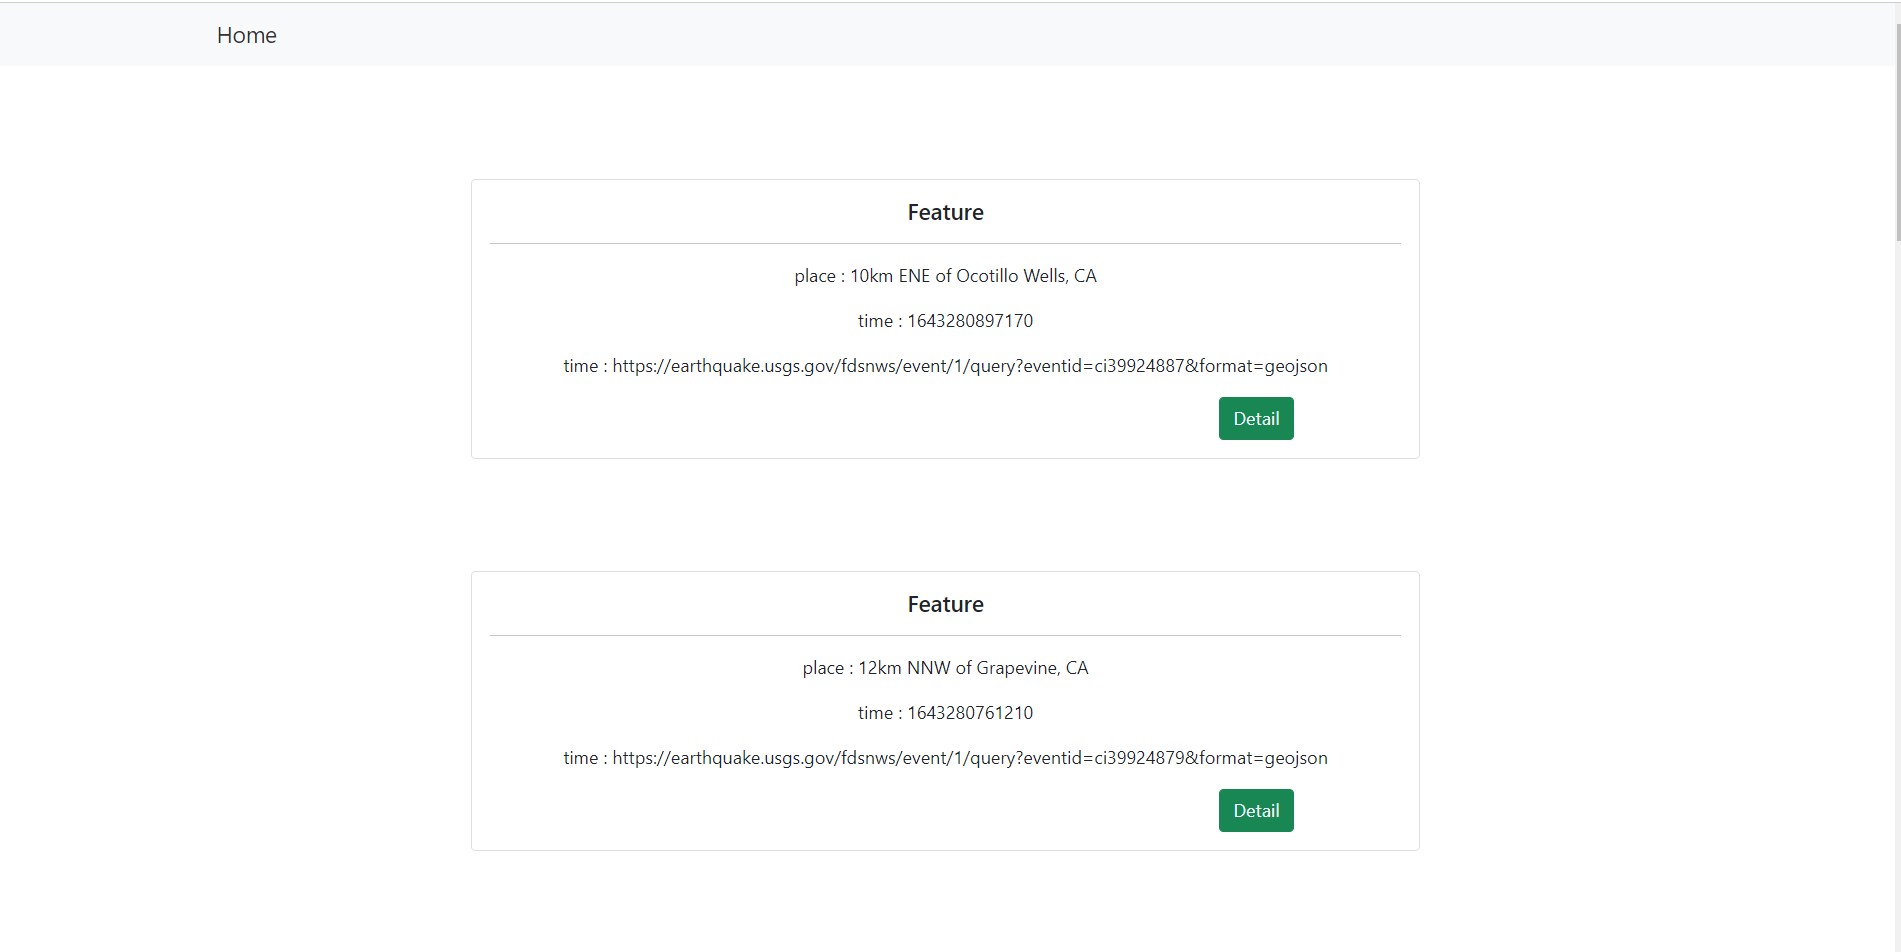 Home
Feature
place : 10km ENE of Ocotillo Wells, CA
time : 1643280897170
time : https://earthquake.usgs.gov/fdsnws/event/1/query?eventid=ci39924887&format=geojson
Detail
Feature
place : 12km NNW of Grapevine, CA
time : 1643280761210
time : https://earthquake.usgs.gov/fdsnws/event/1/query?eventid=ci39924879&format=geojson
Detail